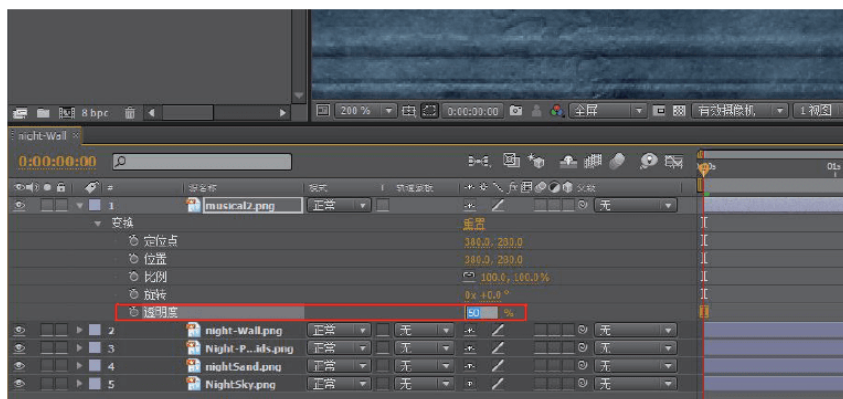 8 bpc
200 %
0:00:00:00
全屏
有效摄像机
1 视图
night-Wall
0:00:00:00
01s
#
源名称
模式
T
轨道蒙版
父级
1
musical2.png
正常
无
变换
重置
定位点
380.0, 280.0
位置
380.0, 280.0
比例
100.0, 100.0%
旋转
0x +0.0°
透明度
50 %
2 night-Wall.png 正常 无 无
3 Night-P...ids.png 正常 无 无
4 nightSand.png 正常 无 无
5 NightSky.png 正常 无 无